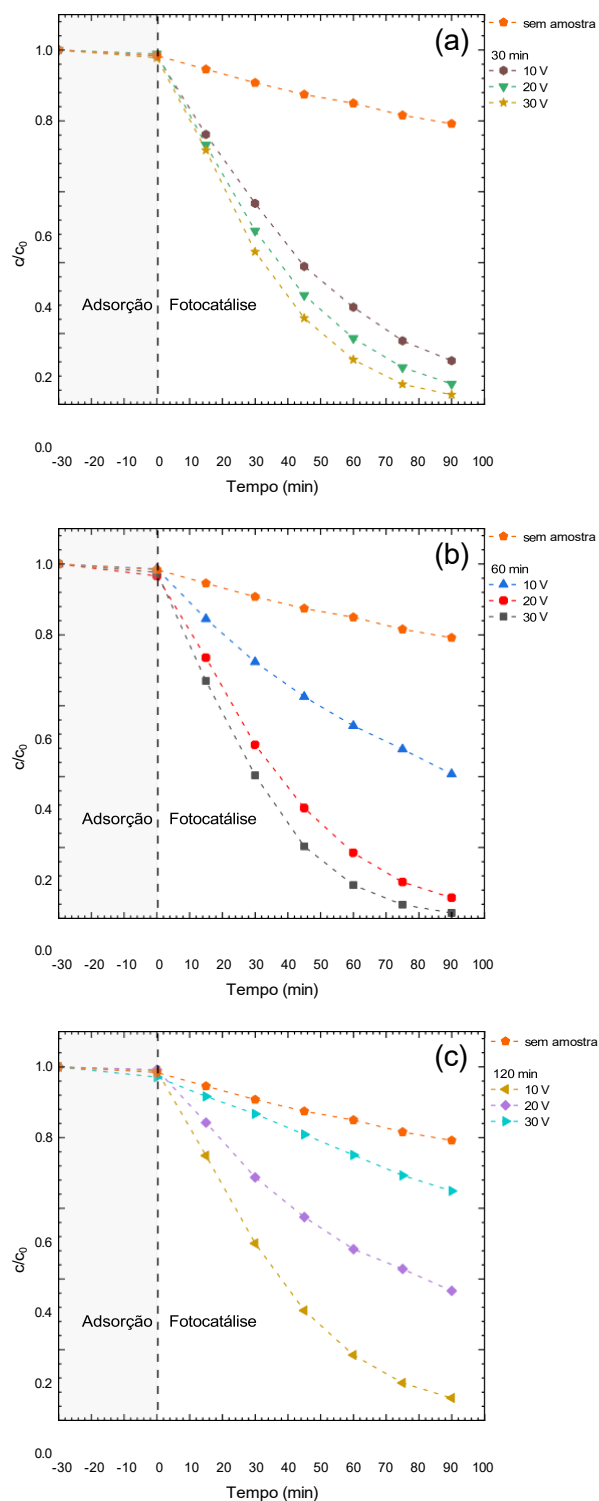 (a)
sem amostra
30 min
10 V
20 V
30 V
1.0
0.8
0.6
0.4
0.2
0.0
c/c0
Adsorção Fotocatálise
-30 -20 -10 0 10 20 30 40 50 60 70 80 90 100
Tempo (min)
(b)
sem amostra
60 min
10 V
20 V
30 V
1.0
0.8
0.6
0.4
0.2
0.0
c/c0
Adsorção Fotocatálise
-30 -20 -10 0 10 20 30 40 50 60 70 80 90 100
Tempo (min)
(c)
sem amostra
120 min
10 V
20 V
30 V
1.0
0.8
0.6
0.4
0.2
0.0
c/c0
Adsorção Fotocatálise
-30 -20 -10 0 10 20 30 40 50 60 70 80 90 100
Tempo (min)